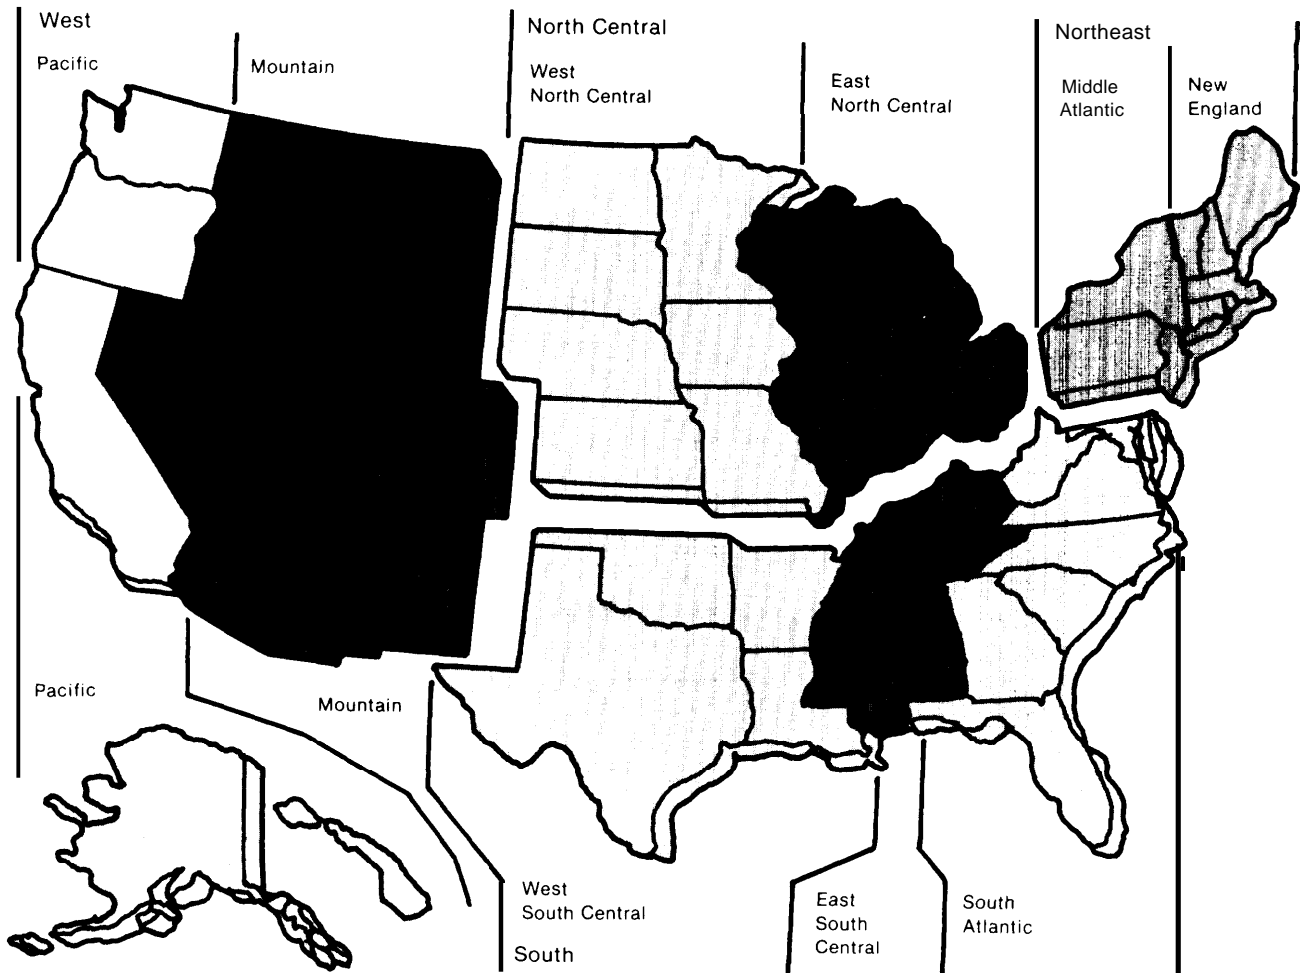 West
Pacific
Mountain
North Central
West
North Central
East
North Central
Northeast
Middle
Atlantic
New
England
Pacific
Mountain
West
South Central
South
East
South
Central
South
Atlantic